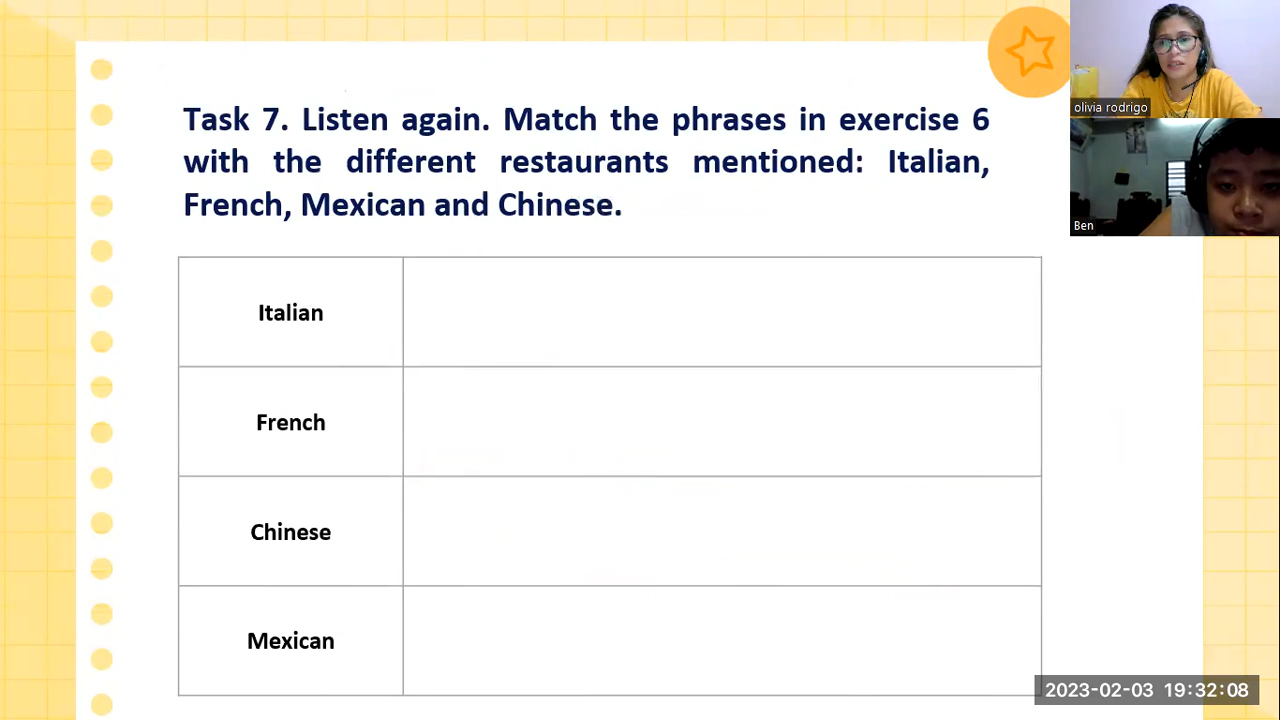 olivia rodrigo
Ben
Task 7. Listen again. Match the phrases in exercise 6
with the different restaurants mentioned: Italian,
French, Mexican and Chinese.
Italian
French
Chinese
Mexican
2023-02-03 19:32:08